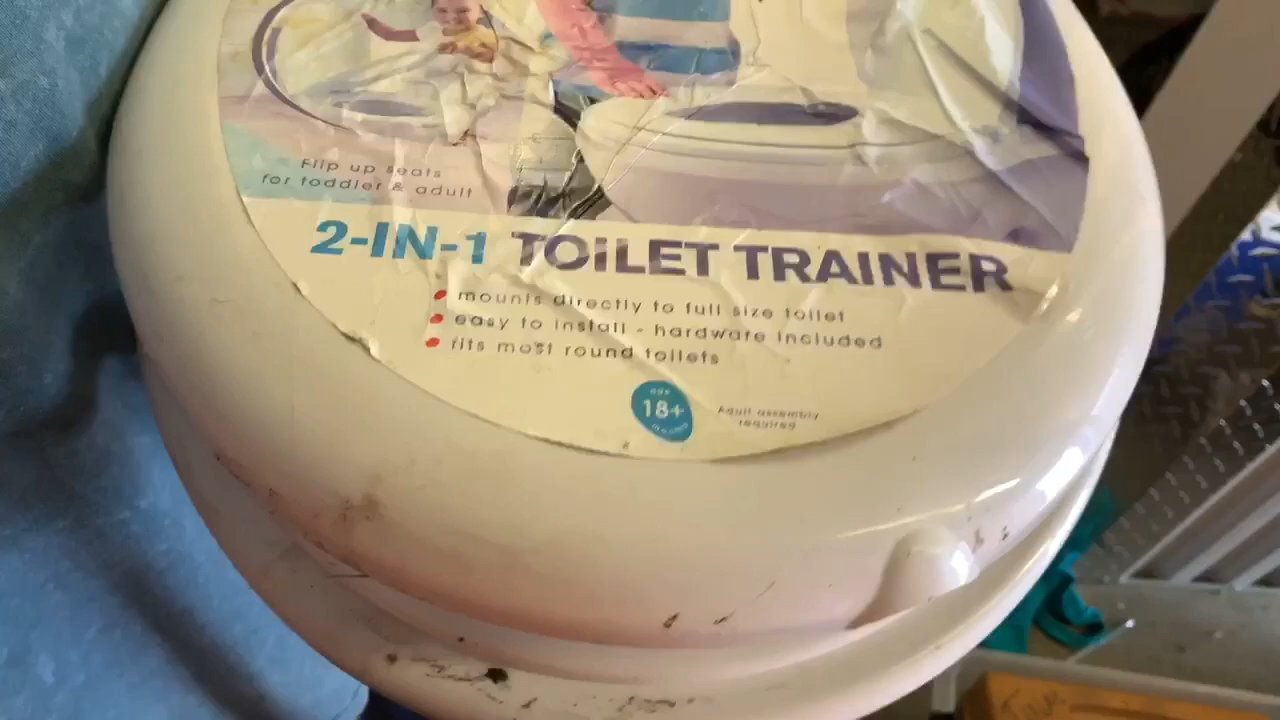 Flip up seats
for toddler & adult
2-IN-1 TOILET TRAINER
mounts directly to full size toilet
easy to install - hardware included
fits most round toilets
18+
Adult assembly
required